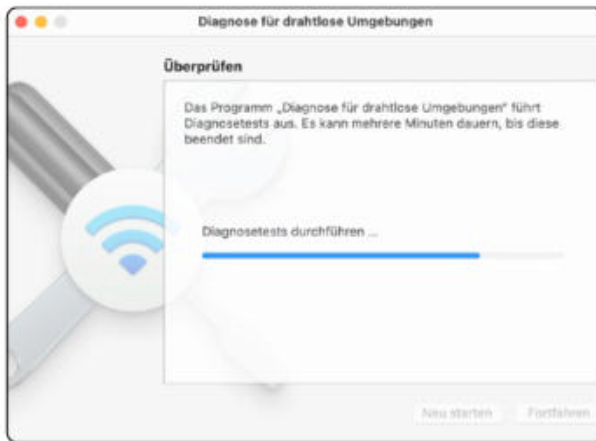 Diagnose für drahtlose Umgebungen
Überprüfen
Das Programm „Diagnose für drahtlose Umgebungen“ führt
Diagnosetests aus. Es kann mehrere Minuten dauern, bis diese
beendet sind.
Diagnosetests durchführen ...
Neu starten Fortfahren